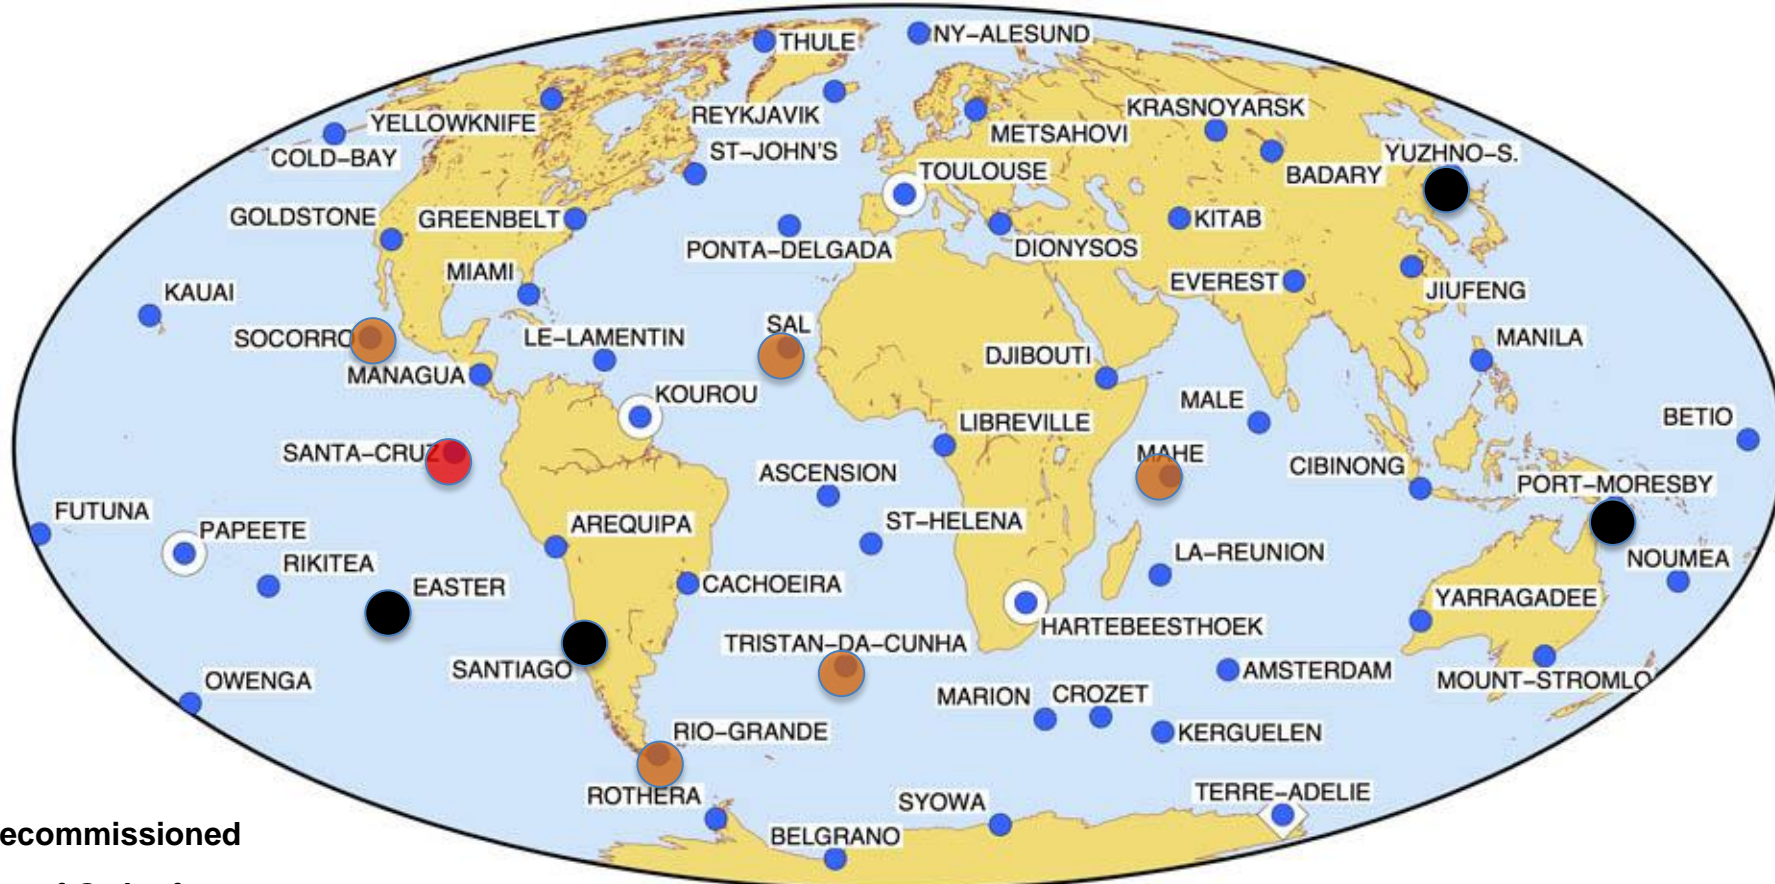 THULE
NY-ALESUND
REYKJAVIK
YELLOWKNIFE
COLD-BAY
METSAHOVI
KRASNOYARSK
ST-JOHN'S
YUZHNO-S.
TOULOUSE
BADARY
GOLDSTONE
GREENBELT
KITAB
PONTA-DELGADA
DIONYSOS
MIAMI
EVEREST
JIUFENG
KAUAI
SOCORRO
LE-LAMENTIN
SAL
MANILA
DJIBOUTI
MANAGUA
KOUROU
MALE
BETIO
LIBREVILLE
SANTA-CRUZ
MAHE
CIBINONG
ASCENSION
PORT-MORESBY
FUTUNA
PAPEETE
AREQUIPA
ST-HELENA
LA-REUNION
NOUMEA
RIKITEA
EASTER
CACHOEIRA
YARRAGADEE
HARTEBEESTHOEK
TRISTAN-DA-CUNHA
SANTIAGO
AMSTERDAM
MOUNT-STROMLO
OWENGA
MARION
CROZET
RIO-GRANDE
KERGUELEN
ROTHERA
SYOWA
TERRE-ADELIE
ecommissioned
BELGRANO